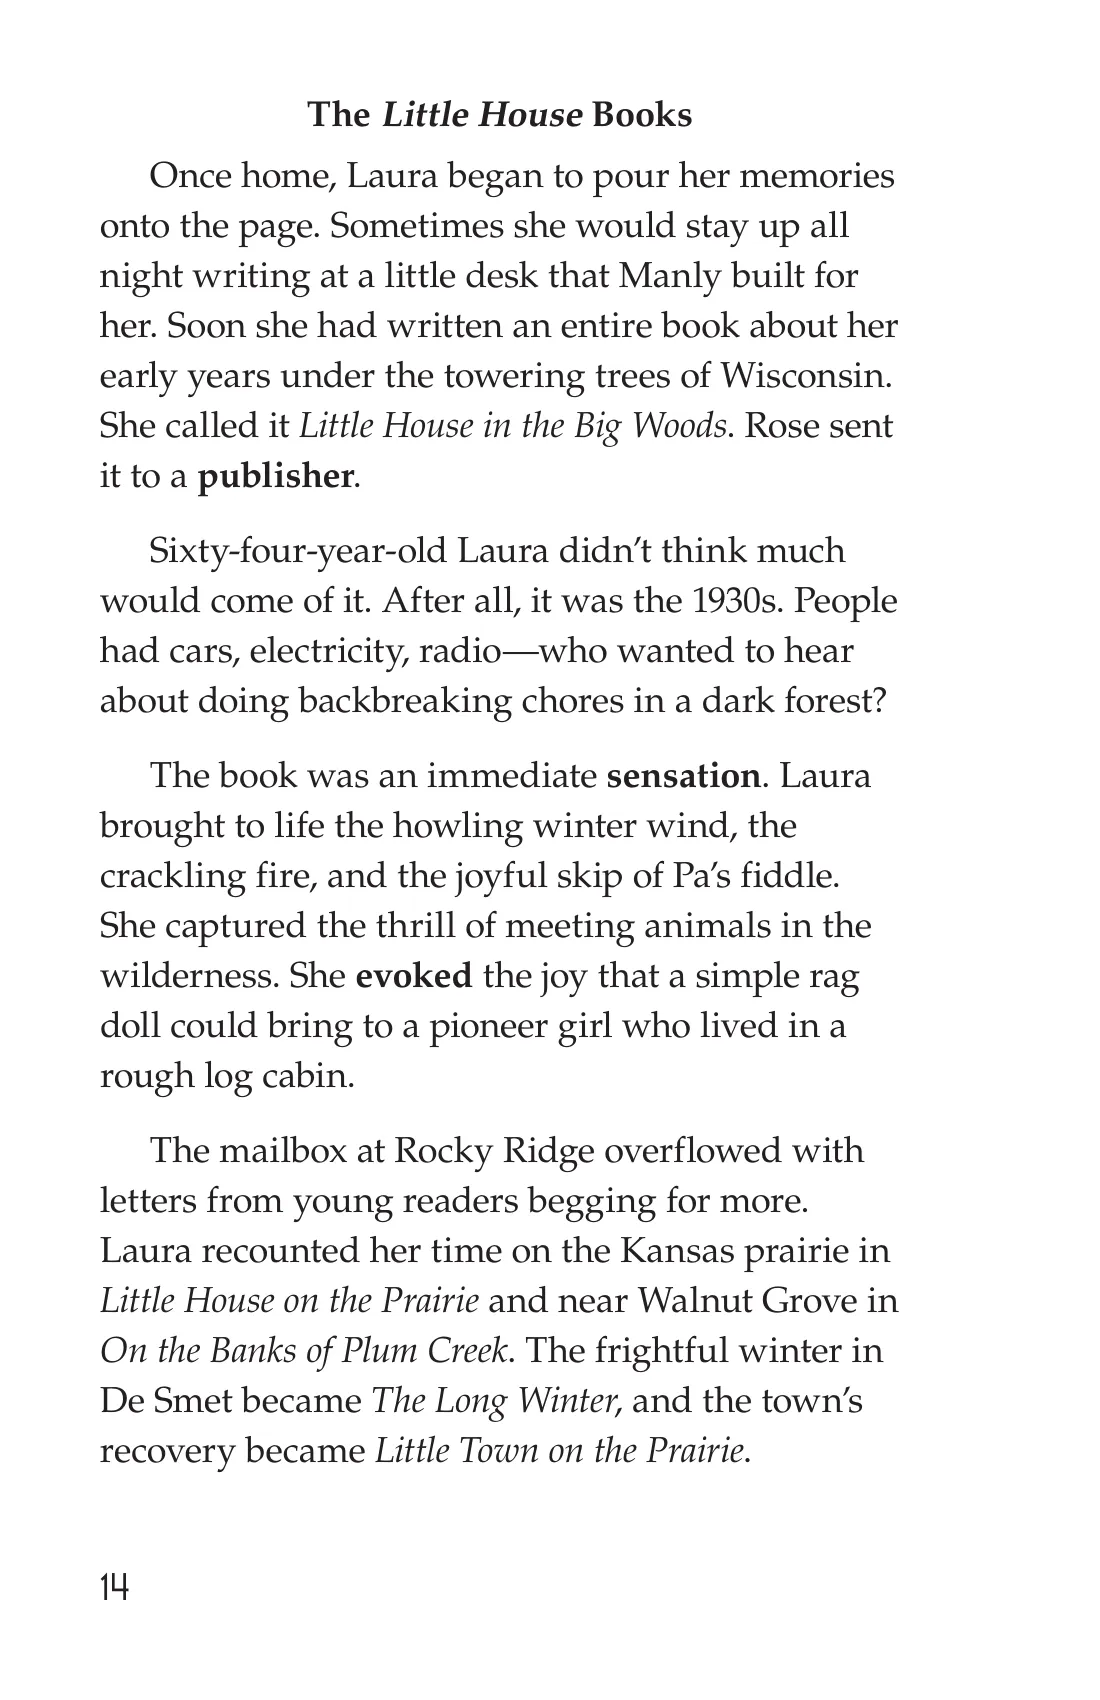 The Little House Books
Once home, Laura began to pour her memories
onto the page. Sometimes she would stay up all
night writing at a little desk that Manly built for
her. Soon she had written an entire book about her
early years under the towering trees of Wisconsin.
She called it Little House in the Big Woods. Rose sent
it to a publisher.
Sixty-four-year-old Laura didn’t think much
would come of it. After all, it was the 1930s. People
had cars, electricity, radio—who wanted to hear
about doing backbreaking chores in a dark forest?
The book was an immediate sensation. Laura
brought to life the howling winter wind, the
crackling fire, and the joyful skip of Pa’s fiddle.
She captured the thrill of meeting animals in the
wilderness. She evoked the joy that a simple rag
doll could bring to a pioneer girl who lived in a
rough log cabin.
The mailbox at Rocky Ridge overflowed with
letters from young readers begging for more.
Laura recounted her time on the Kansas prairie in
Little House on the Prairie and near Walnut Grove in
On the Banks of Plum Creek. The frightful winter in
De Smet became The Long Winter, and the town’s
recovery became Little Town on the Prairie.
14